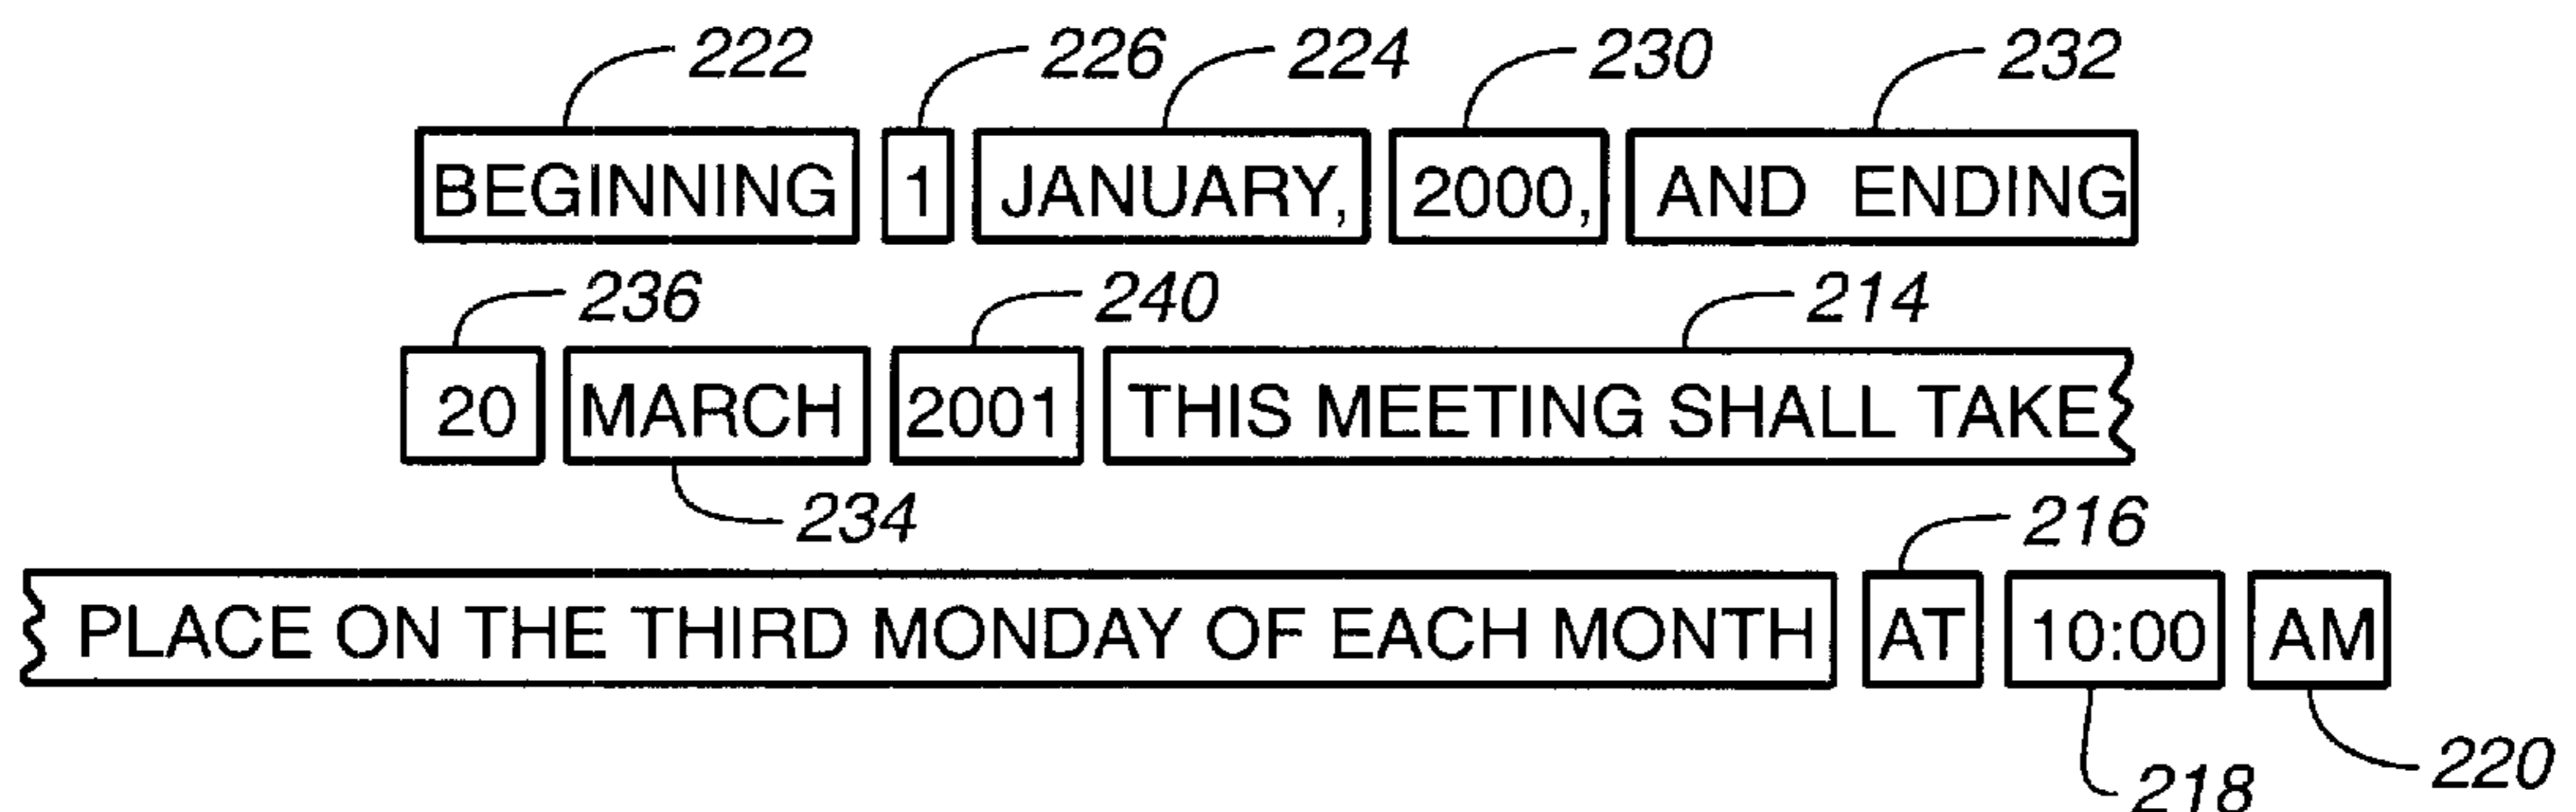 222 226 224 230 232
BEGINNING 1 JANUARY, 2000, AND ENDING
236 240 214
20 MARCH 2001 THIS MEETING SHALL TAKE
234 216
PLACE ON THE THIRD MONDAY OF EACH MONTH AT 10:00 AM
218 220